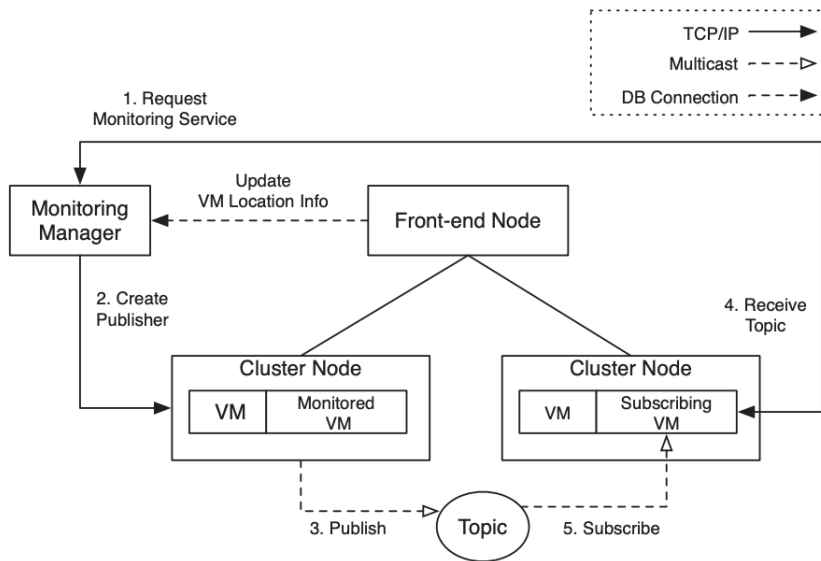 TCP/IP
Multicast
DB Connection
1. Request
Monitoring Service
Update
VM Location Info
Monitoring
Manager
Front-end Node
2. Create
Publisher
4. Receive
Topic
Cluster Node
VM
Monitored
VM
Cluster Node
VM
Subscribing
VM
3. Publish
Topic
5. Subscribe